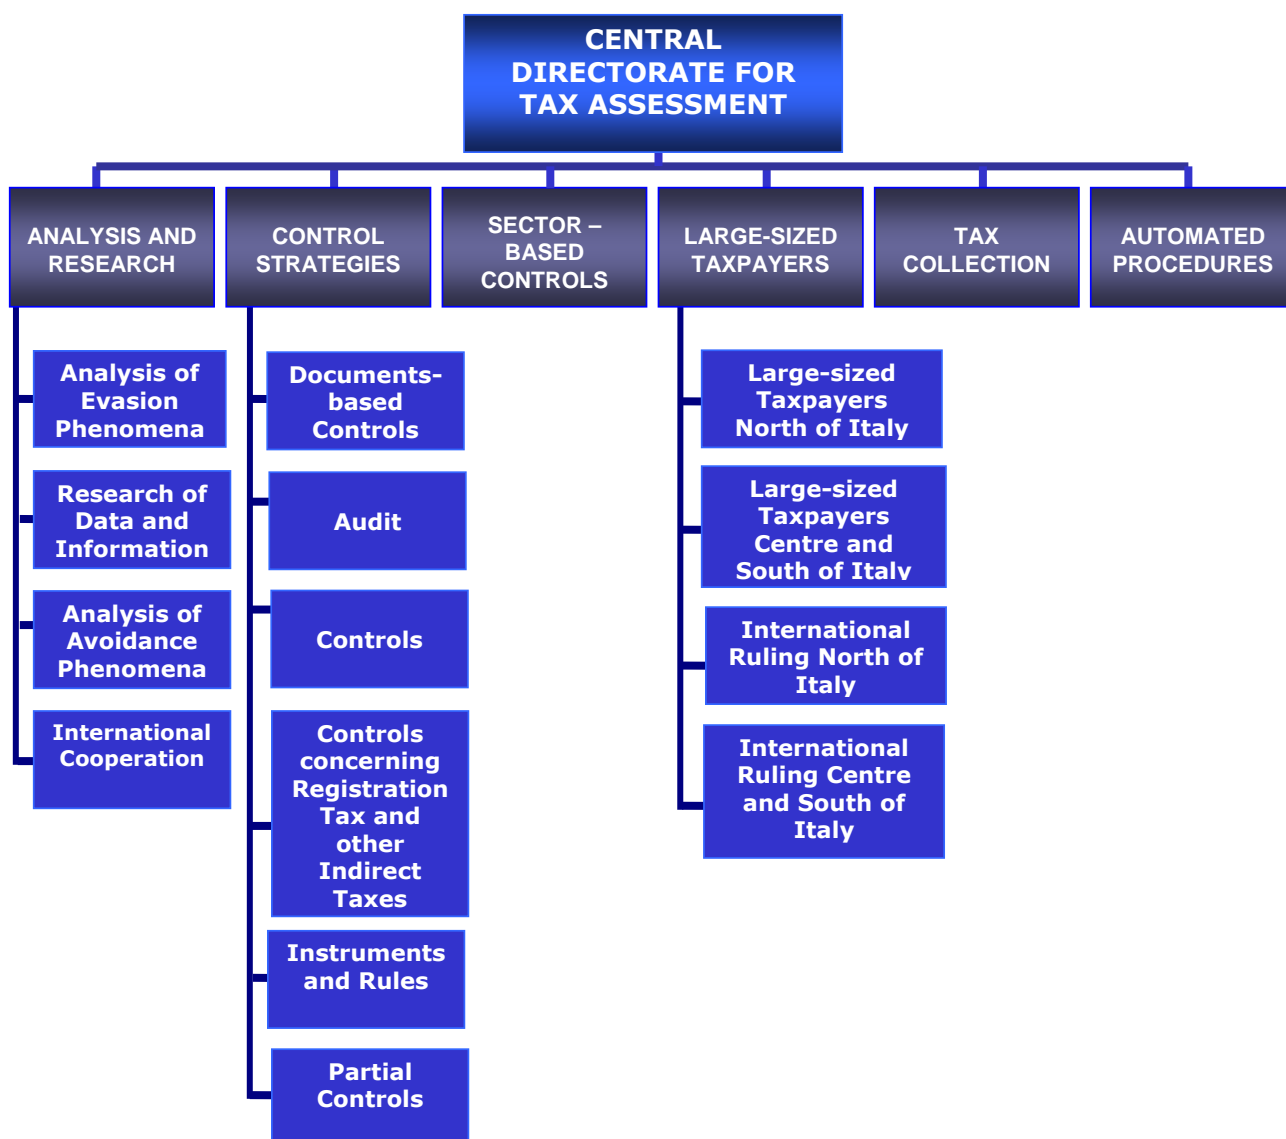 CENTRAL
DIRECTORATE FOR
TAX ASSESSMENT
ANALYSIS AND
RESEARCH
CONTROL
STRATEGIES
SECTOR –
BASED
CONTROLS
LARGE-SIZED
TAXPAYERS
TAX
COLLECTION
AUTOMATED
PROCEDURES
Analysis of
Evasion
Phenomena
Research of
Data and
Information
Analysis of
Avoidance
Phenomena
International
Cooperation
Documents-
based
Controls
Audit
Controls
Controls
concerning
Registration
Tax and
other
Indirect
Taxes
Instruments
and Rules
Partial
Controls
Large-sized
Taxpayers
North of Italy
Large-sized
Taxpayers
Centre and
South of Italy
International
Ruling North of
Italy
International
Ruling Centre
and South of
Italy